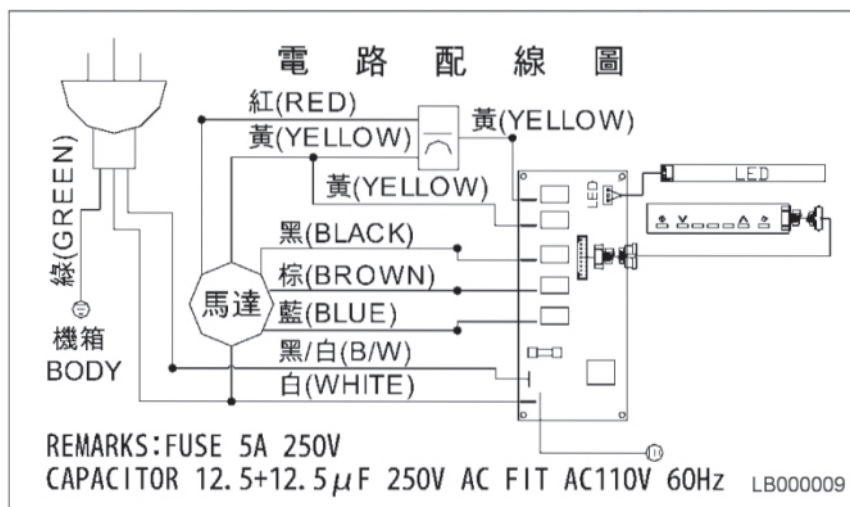 電路配線圖
紅(RED)
黃(YELLOW)
黃(YELLOW)
黃(YELLOW)
黑(BLACK)
棕(BROWN)
藍(BLUE)
黑/白(B/W)
白(WHITE)
綠(GREEN)
機箱
BODY
馬達
LED
LED
REMARKS:FUSE 5A 250V
CAPACITOR 12.5+12.5μF 250V AC FIT AC110V 60Hz
LB000009